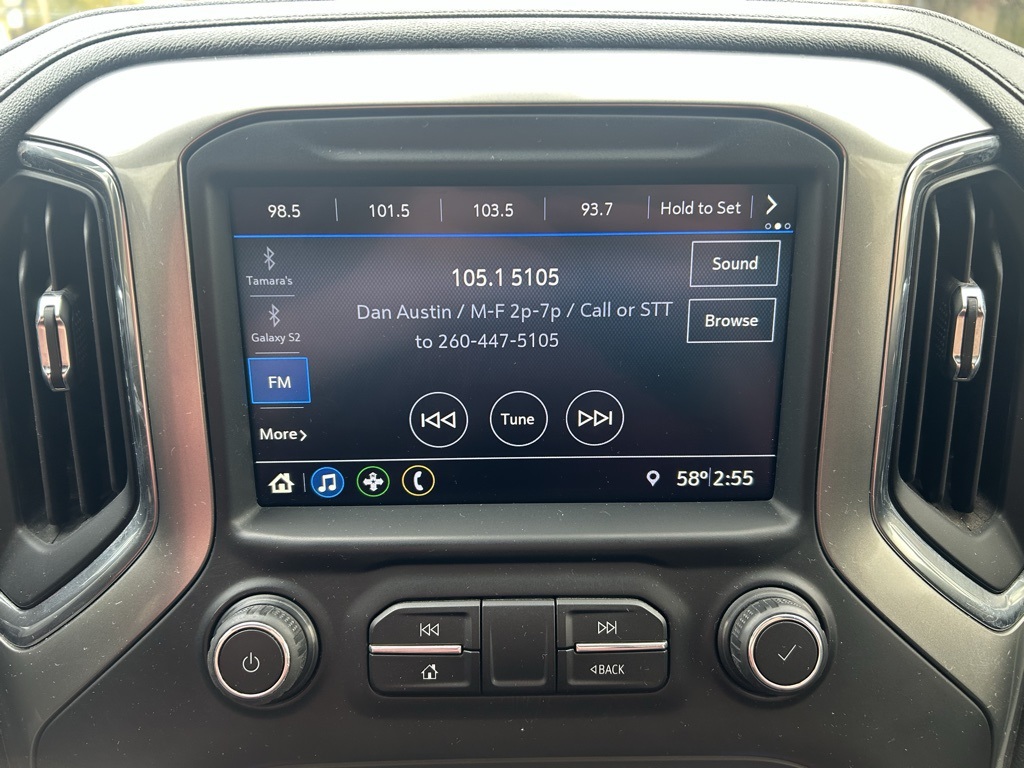 98.5 101.5 103.5 93.7 Hold to Set
Tamara's
Galaxy S2
FM
More
105.1 5105
Dan Austin / M-F 2p-7p / Call or STT
to 260-447-5105
Sound
Browse
Tune
58° 2:55
BACK